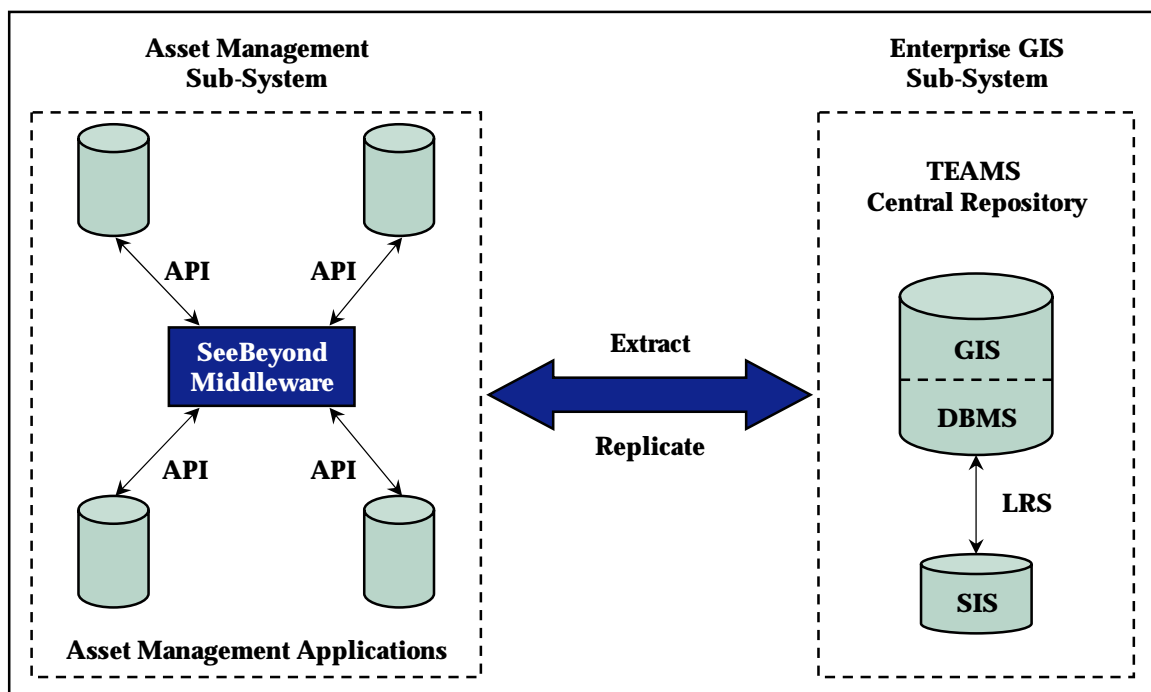 Asset Management
Sub-System
Enterprise GIS
Sub-System
API
API
SeeBeyond
Middleware
API
API
Asset Management Applications
Extract
Replicate
TEAMS
Central Repository
GIS
DBMS
LRS
SIS